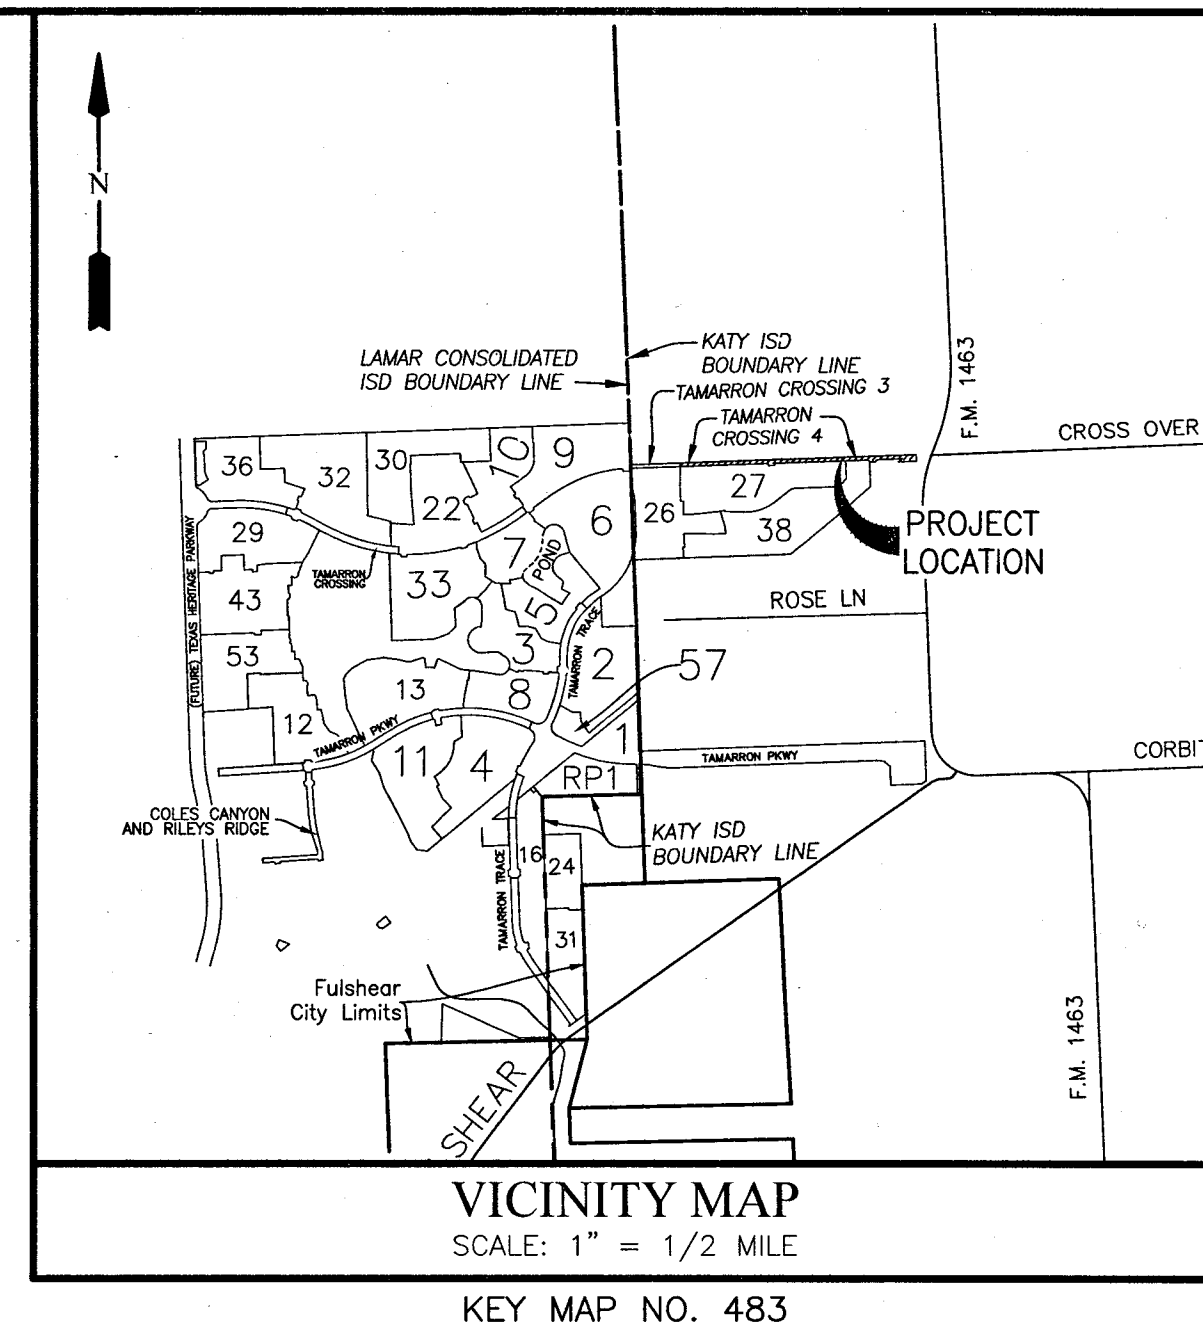 N
LAMAR CONSOLIDATED
ISD BOUNDARY LINE
KATY ISD
BOUNDARY LINE
TAMARRON CROSSING 3
TAMARRON
CROSSING 4
F.M. 1463
CROSS OVER
36
32
30
10
9
22
6
26
27
38
PROJECT
LOCATION
29
TAMARRON
CROSSING
33
7
POND
5
ROSE LN
(FUTURE) TEXAS HERITAGE PARKWAY
43
53
3
TAMARRON TRACE
2
57
13
8
12
TAMARRON PKWY
11
4
1
RP1
TAMARRON PKWY
CORBIT
COLES CANYON
AND RILEYS RIDGE
KATY ISD
BOUNDARY LINE
16
24
TAMARRON TRACE
31
Fulshear
City Limits
SHEAR
F.M. 1463
VICINITY MAP
SCALE: 1" = 1/2 MILE
KEY MAP NO. 483